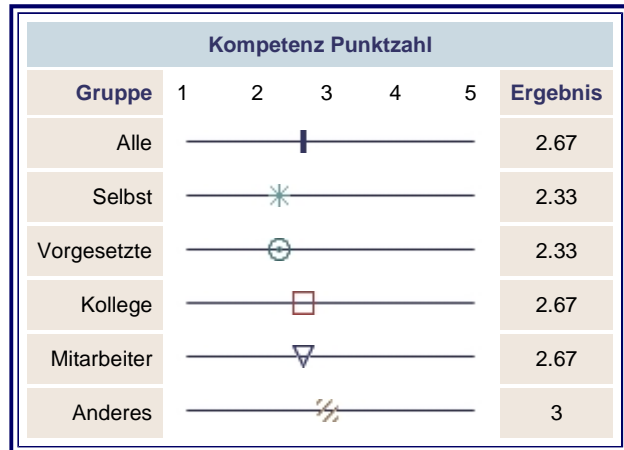 Kompetenz Punktzahl
Gruppe 1 2 3 4 5 Ergebnis
Alle 2.67
Selbst 2.33
Vorgesetzte 2.33
Kollege 2.67
Mitarbeiter 2.67
Anderes 3